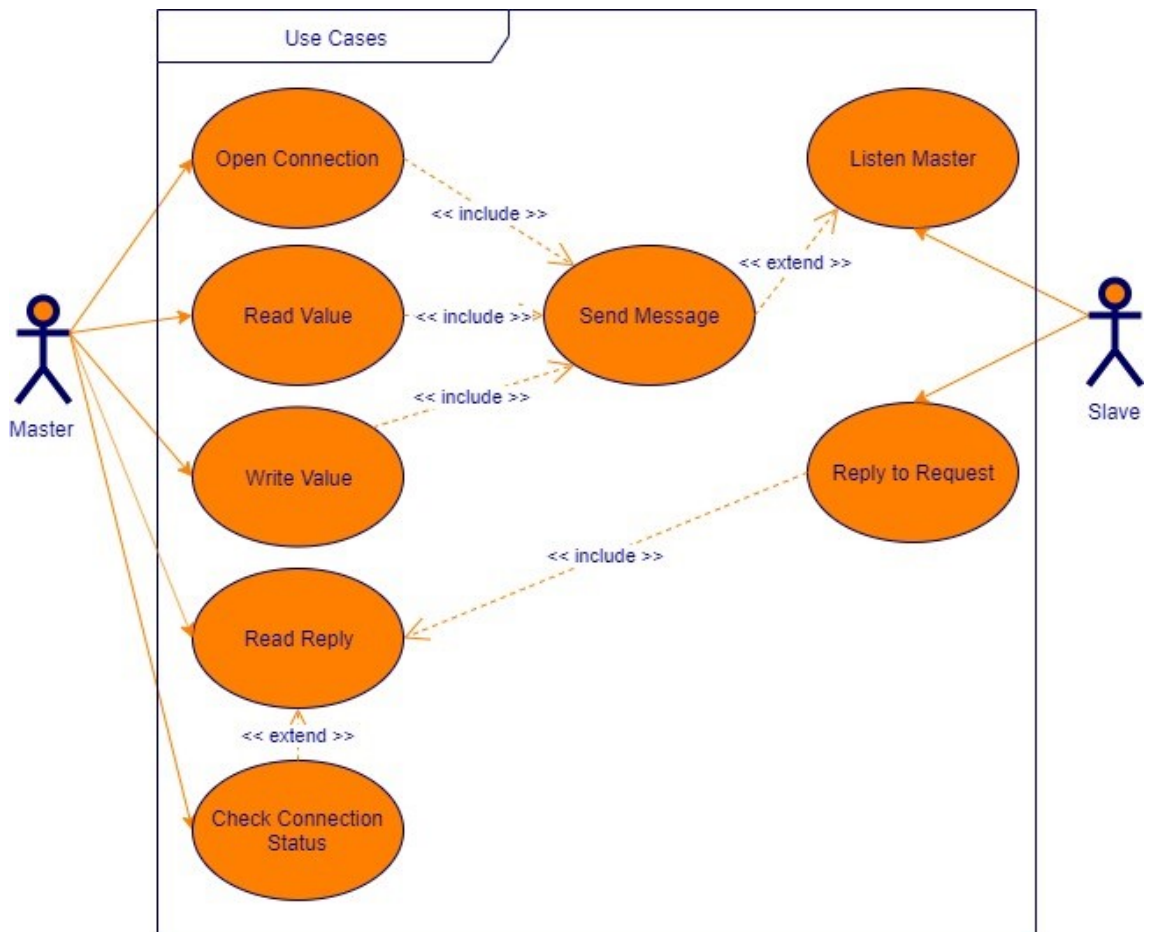 Use Cases
Open Connection
Listen Master
<< include >>
<< extend >>
Read Value
<< include >>
Send Message
Master
Slave
<< include >>
Write Value
Reply to Request
<< include >>
Read Reply
<< extend >>
Check Connection
Status